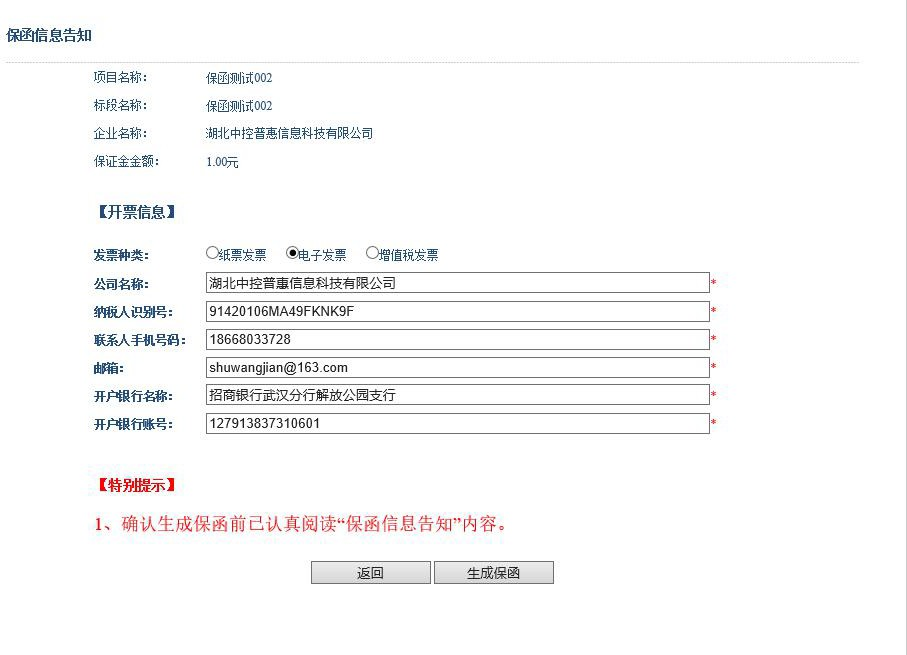 保函信息告知
项目名称： 保函测试002
标段名称： 保函测试002
企业名称： 湖北中控普惠信息科技有限公司
保证金金额： 1.00元
【开票信息】
发票种类： 纸票发票 电子发票 增值税发票
公司名称： 湖北中控普惠信息科技有限公司 *
纳税人识别号： 91420106MA49FKNK9F *
联系人手机号码： 18668033728 *
邮箱： shuwangjian@163.com *
开户银行名称： 招商银行武汉分行解放公园支行 *
开户银行账号： 127913837310601 *
【特别提示】
1、确认生成保函前已认真阅读“保函信息告知”内容。
返回 生成保函